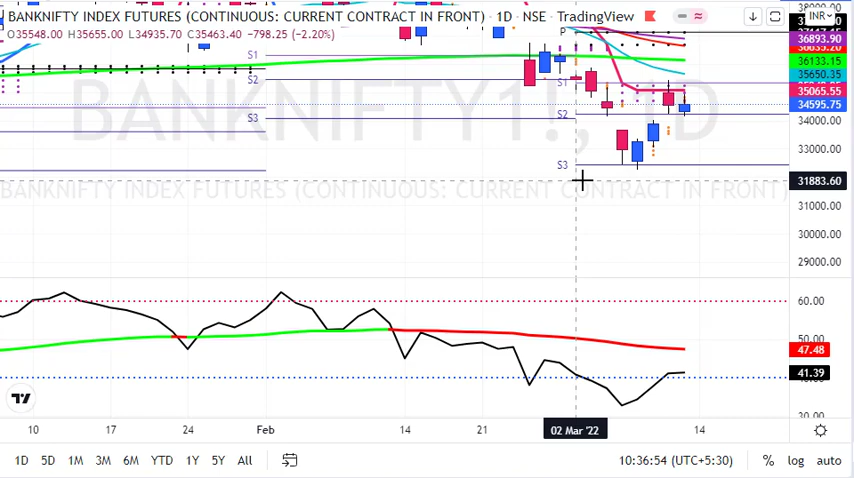 BANKNIFTY INDEX FUTURES (CONTINUOUS: CURRENT CONTRACT IN FRONT) · 1D · NSE · TradingView
INR
O35548.00 H35655.00 L34935.70 C35463.40 -798.25 (-2.20%)
36893.90
36133.15
35650.35
35065.55
34595.75
34000.00
33000.00
31883.60
31000.00
30000.00
29000.00
P
S1
S2
S3
S1
S2
S3
BANKNIFTY1!, 1D
BANKNIFTY INDEX FUTURES (CONTINUOUS: CURRENT CONTRACT IN FRONT)
60.00
50.00
47.48
41.39
30.00
10
17
24
Feb
14
21
02 Mar '22
14
1D
5D
1M
3M
6M
YTD
1Y
5Y
All
10:36:54 (UTC+5:30)
%
log
auto